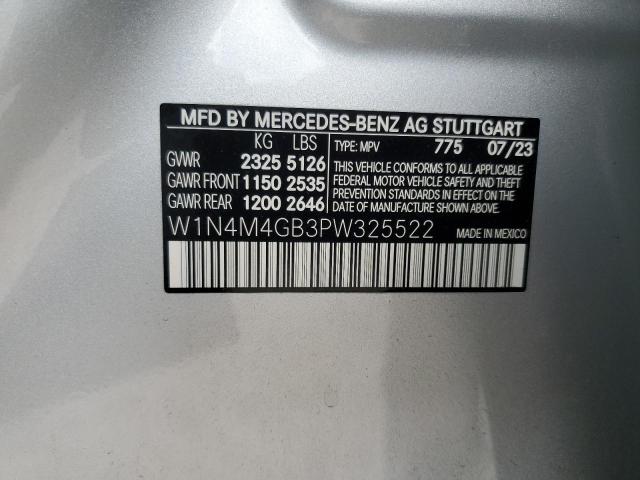 MFD BY MERCEDES-BENZ AG STUTTGART
KG LBS TYPE: MPV 775 07/23
GVWR 2325 5126
GAWR FRONT 1150 2535
GAWR REAR 1200 2646
THIS VEHICLE CONFORMS TO ALL APPLICABLE
FEDERAL MOTOR VEHICLE SAFETY AND THEFT
PREVENTION STANDARDS IN EFFECT ON THE
DATE OF MANUFACTURE SHOWN ABOVE.
W1N4M4GB3PW325522 MADE IN MEXICO